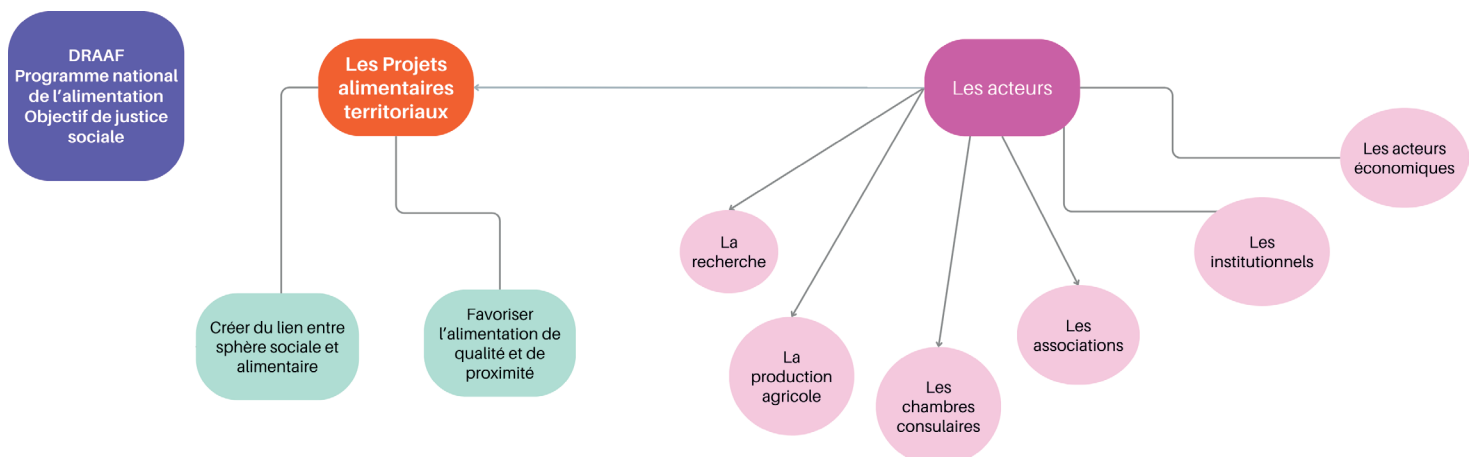 DRAAF
Programme national
de l’alimentation
Objectif de justice
sociale
Les Projets
alimentaires
territoriaux
Les acteurs
Les acteurs
économiques
La
recherche
Les
institutionnels
Créer du lien entre
sphère sociale et
alimentaire
Favoriser
l’alimentation de
qualité et de
proximité
La
production
agricole
Les
chambres
consulaires
Les
associations